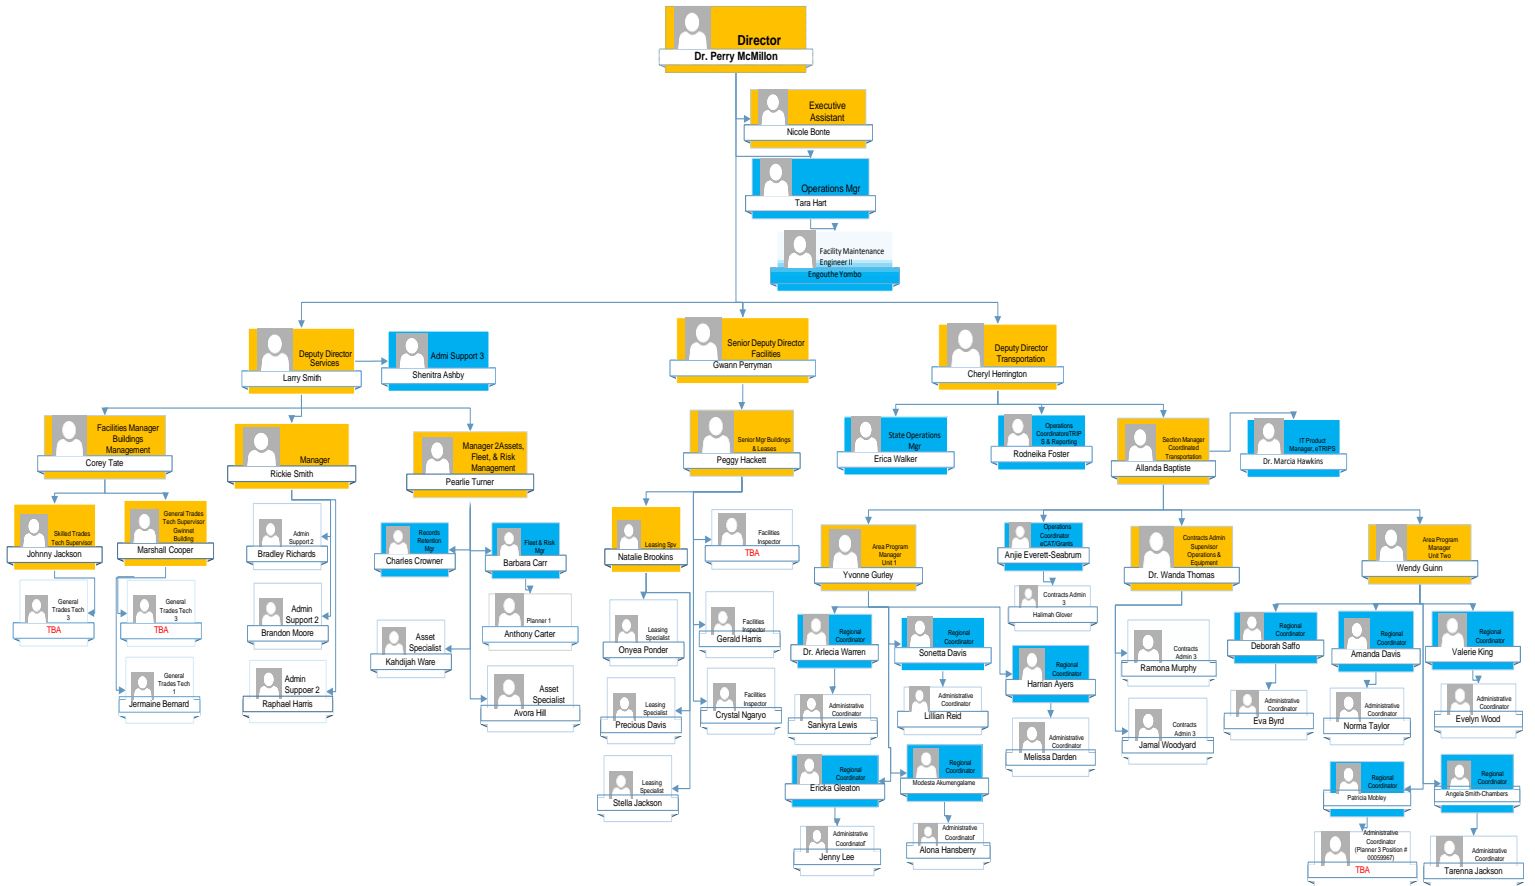 Director
Dr. Perry McMillon
Executive
Assistant
Nicole Bonte
Operations Mgr
Tara Hart
Facility Maintenance
Engineer II
Engouthe Yombo
Deputy Director
Services
Larry Smith
Admi Support 3
Shenitra Ashby
Senior Deputy Director
Facilities
Gwann Perryman
Deputy Director
Transportation
Cheryl Herrington
Facilities Manager
Buildings
Management
Corey Tate
Manager
Rickie Smith
Manager 2Assets,
Fleet, & Risk
Management
Pearlie Turner
Senior Mgr Buildings
& Leases
Peggy Hackett
State Operations
Mgr
Erica Walker
Operations
CoordinatorsTRIP
S & Reporting
Rodneika Foster
Section Manager
Coordinated
Transportation
Allanda Baptiste
IT Product
Manager, eTRIPS
Dr. Marcia Hawkins
Skilled Trades
Tech Supervisor
Johnny Jackson
General Trades
Tech Supervisor
Gwinnet
Building
Marshall Cooper
Admin
Support 2
Bradley Richards
Records
Retention
Mgr
Charles Crowner
Fleet & Risk
Mgr
Barbara Carr
Leasing Spv
Natalie Brookins
Facilities
Inspector
TBA
Area Program
Manager
Unit 1
Yvonne Gurley
Operations
Coordinator
eCAT/Grants
Anjie Everett-Seabrum
Contracts Admin
Supervisor
Operations &
Equipment
Dr. Wanda Thomas
Area Program
Manager
Unit Two
Wendy Guinn
General
Trades Tech
3
TBA
General
Trades Tech
3
TBA
Admin
Support 2
Brandon Moore
Planner 1
Anthony Carter
Asset
Specialist
Kahdijah Ware
Leasing
Specialist
Onyea Ponder
Facilities
Inspector
Gerald Harris
Regional
Coordinator
Dr. Arlecia Warren
Regional
Coordinator
Sonetta Davis
Contracts Admin
3
Halimah Glover
Regional
Coordinator
Harrian Ayers
Contracts
Admin 3
Ramona Murphy
Regional
Coordinator
Deborah Saffo
Regional
Coordinator
Amanda Davis
Regional
Coordinator
Valerie King
General
Trades Tech
1
Jermaine Bernard
Admin
Suppoer 2
Raphael Harris
Asset
Specialist
Avora Hill
Leasing
Specialist
Precious Davis
Facilities
Inspector
Crystal Ngaryo
Administrative
Coordinator
Sankyra Lewis
Administrative
Coordinator
Lillian Reid
Administrative
Coordinator
Melissa Darden
Contracts
Admin 3
Jamal Woodyard
Administrative
Coordinator
Eva Byrd
Administrative
Coordinator
Norma Taylor
Administrative
Coordinator
Evelyn Wood
Leasing
Specialist
Stella Jackson
Regional
Coordinator
Ericka Gleaton
Regional
Coordinator
Modesta Akumengalame
Regional
Coordinator
Patricia Mobley
Regional
Coordinator
Angela Smith-Chambers
Administrative
Coordinator
Jenny Lee
Administrative
Coordinator
Alona Hansberry
Administrative
Coordinator
(Planner 3 Position #
00059967)
TBA
Administrative
Coordinator
Tarenna Jackson